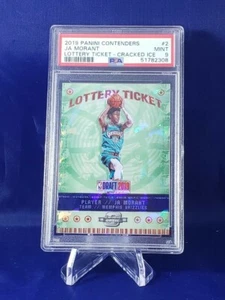 2019 PANINI CONTENDERS #2
JA MORANT MINT
LOTTERY TICKET - CRACKED ICE 9
PSA 51782308
LOTTERY TICKET
DRAFT 2019
PLAYER // JA MORANT
TEAM // MEMPHIS GRIZZLIES